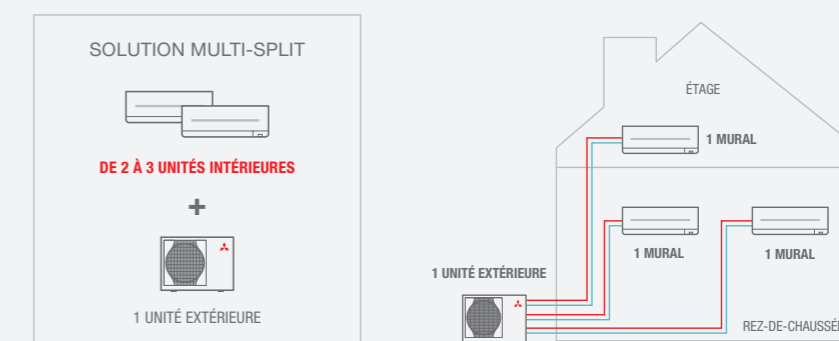 SOLUTION MULTI-SPLIT
DE 2 À 3 UNITÉS INTÉRIEURES
+
1 UNITÉ EXTÉRIEURE
ÉTAGE
1 MURAL
1 MURAL
1 MURAL
1 UNITÉ EXTÉRIEURE
REZ-DE-CHAUSSÉE